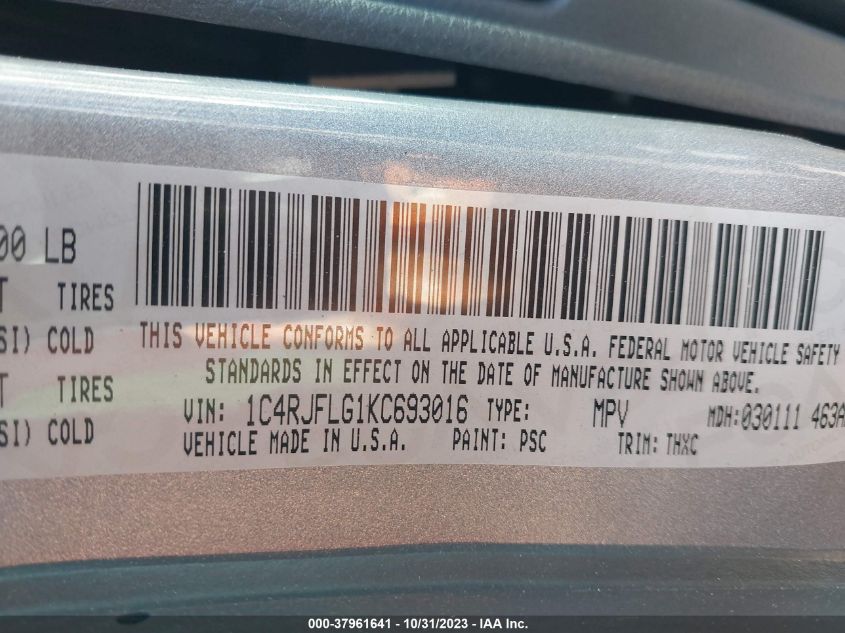 00 LB
T TIRES
SI) COLD
T TIRES
SI) COLD
THIS VEHICLE CONFORMS TO ALL APPLICABLE U.S.A. FEDERAL MOTOR VEHICLE SAFETY
STANDARDS IN EFFECT ON THE DATE OF MANUFACTURE SHOWN ABOVE.
VIN: 1C4RJFLG1KC693016 TYPE: MPV MDH:030111 463A
VEHICLE MADE IN U.S.A. PAINT: PSC TRIM: THXC
000-37961641 - 10/31/2023 - IAA Inc.